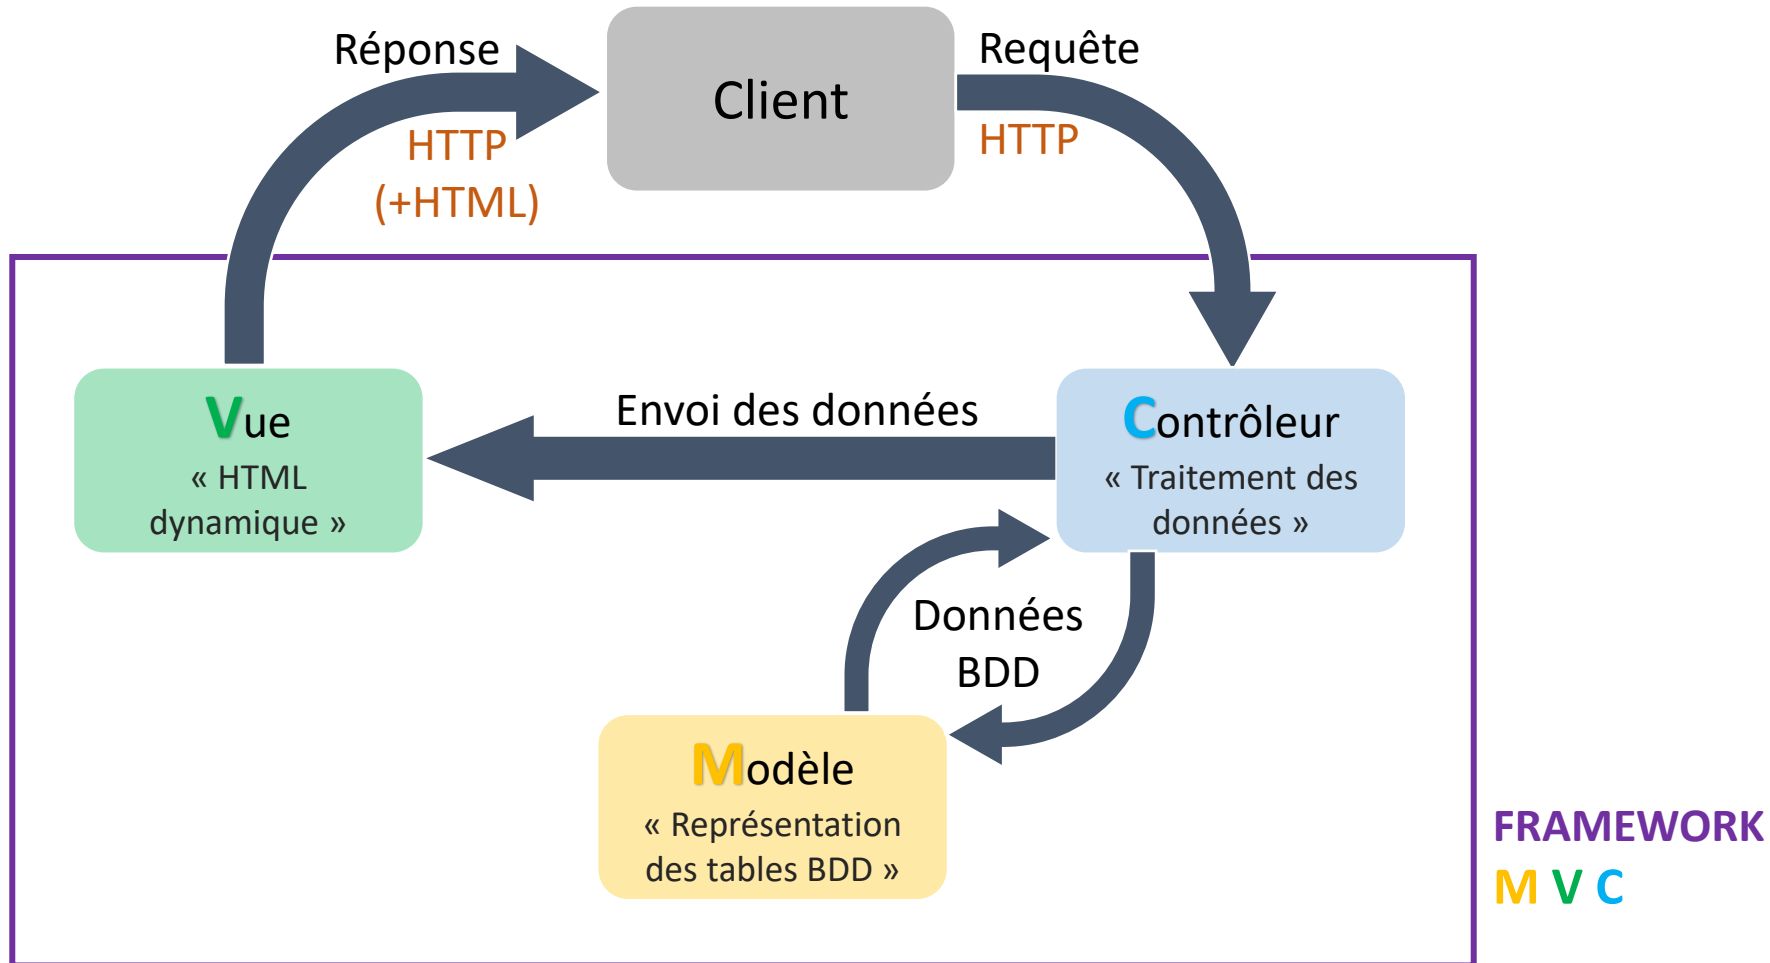 Réponse
HTTP
(+HTML)
Client
Requête
HTTP
Vue
« HTML
dynamique »
Envoi des données
Contrôleur
« Traitement des
données »
Données
BDD
Modèle
« Représentation
des tables BDD »
FRAMEWORK
M V C